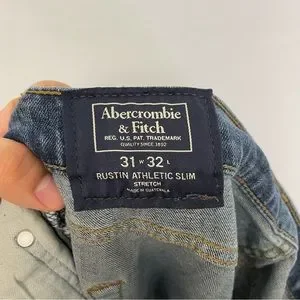 Abercrombie
& Fitch
REG. U.S. PAT. TRADEMARK
QUALITY SINCE 1892
31 W 32 L
RUSTIN ATHLETIC SLIM
STRETCH
MADE IN GUATEMALA